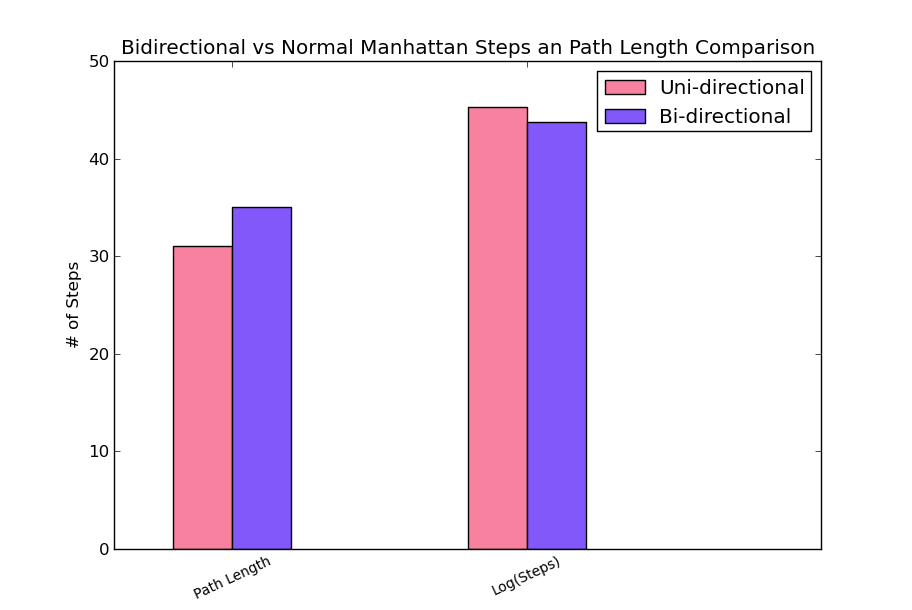 Bidirectional vs Normal Manhattan Steps an Path Length Comparison
50
40
30
20
10
0
# of Steps
Uni-directional
Bi-directional
Path Length
Log(Steps)